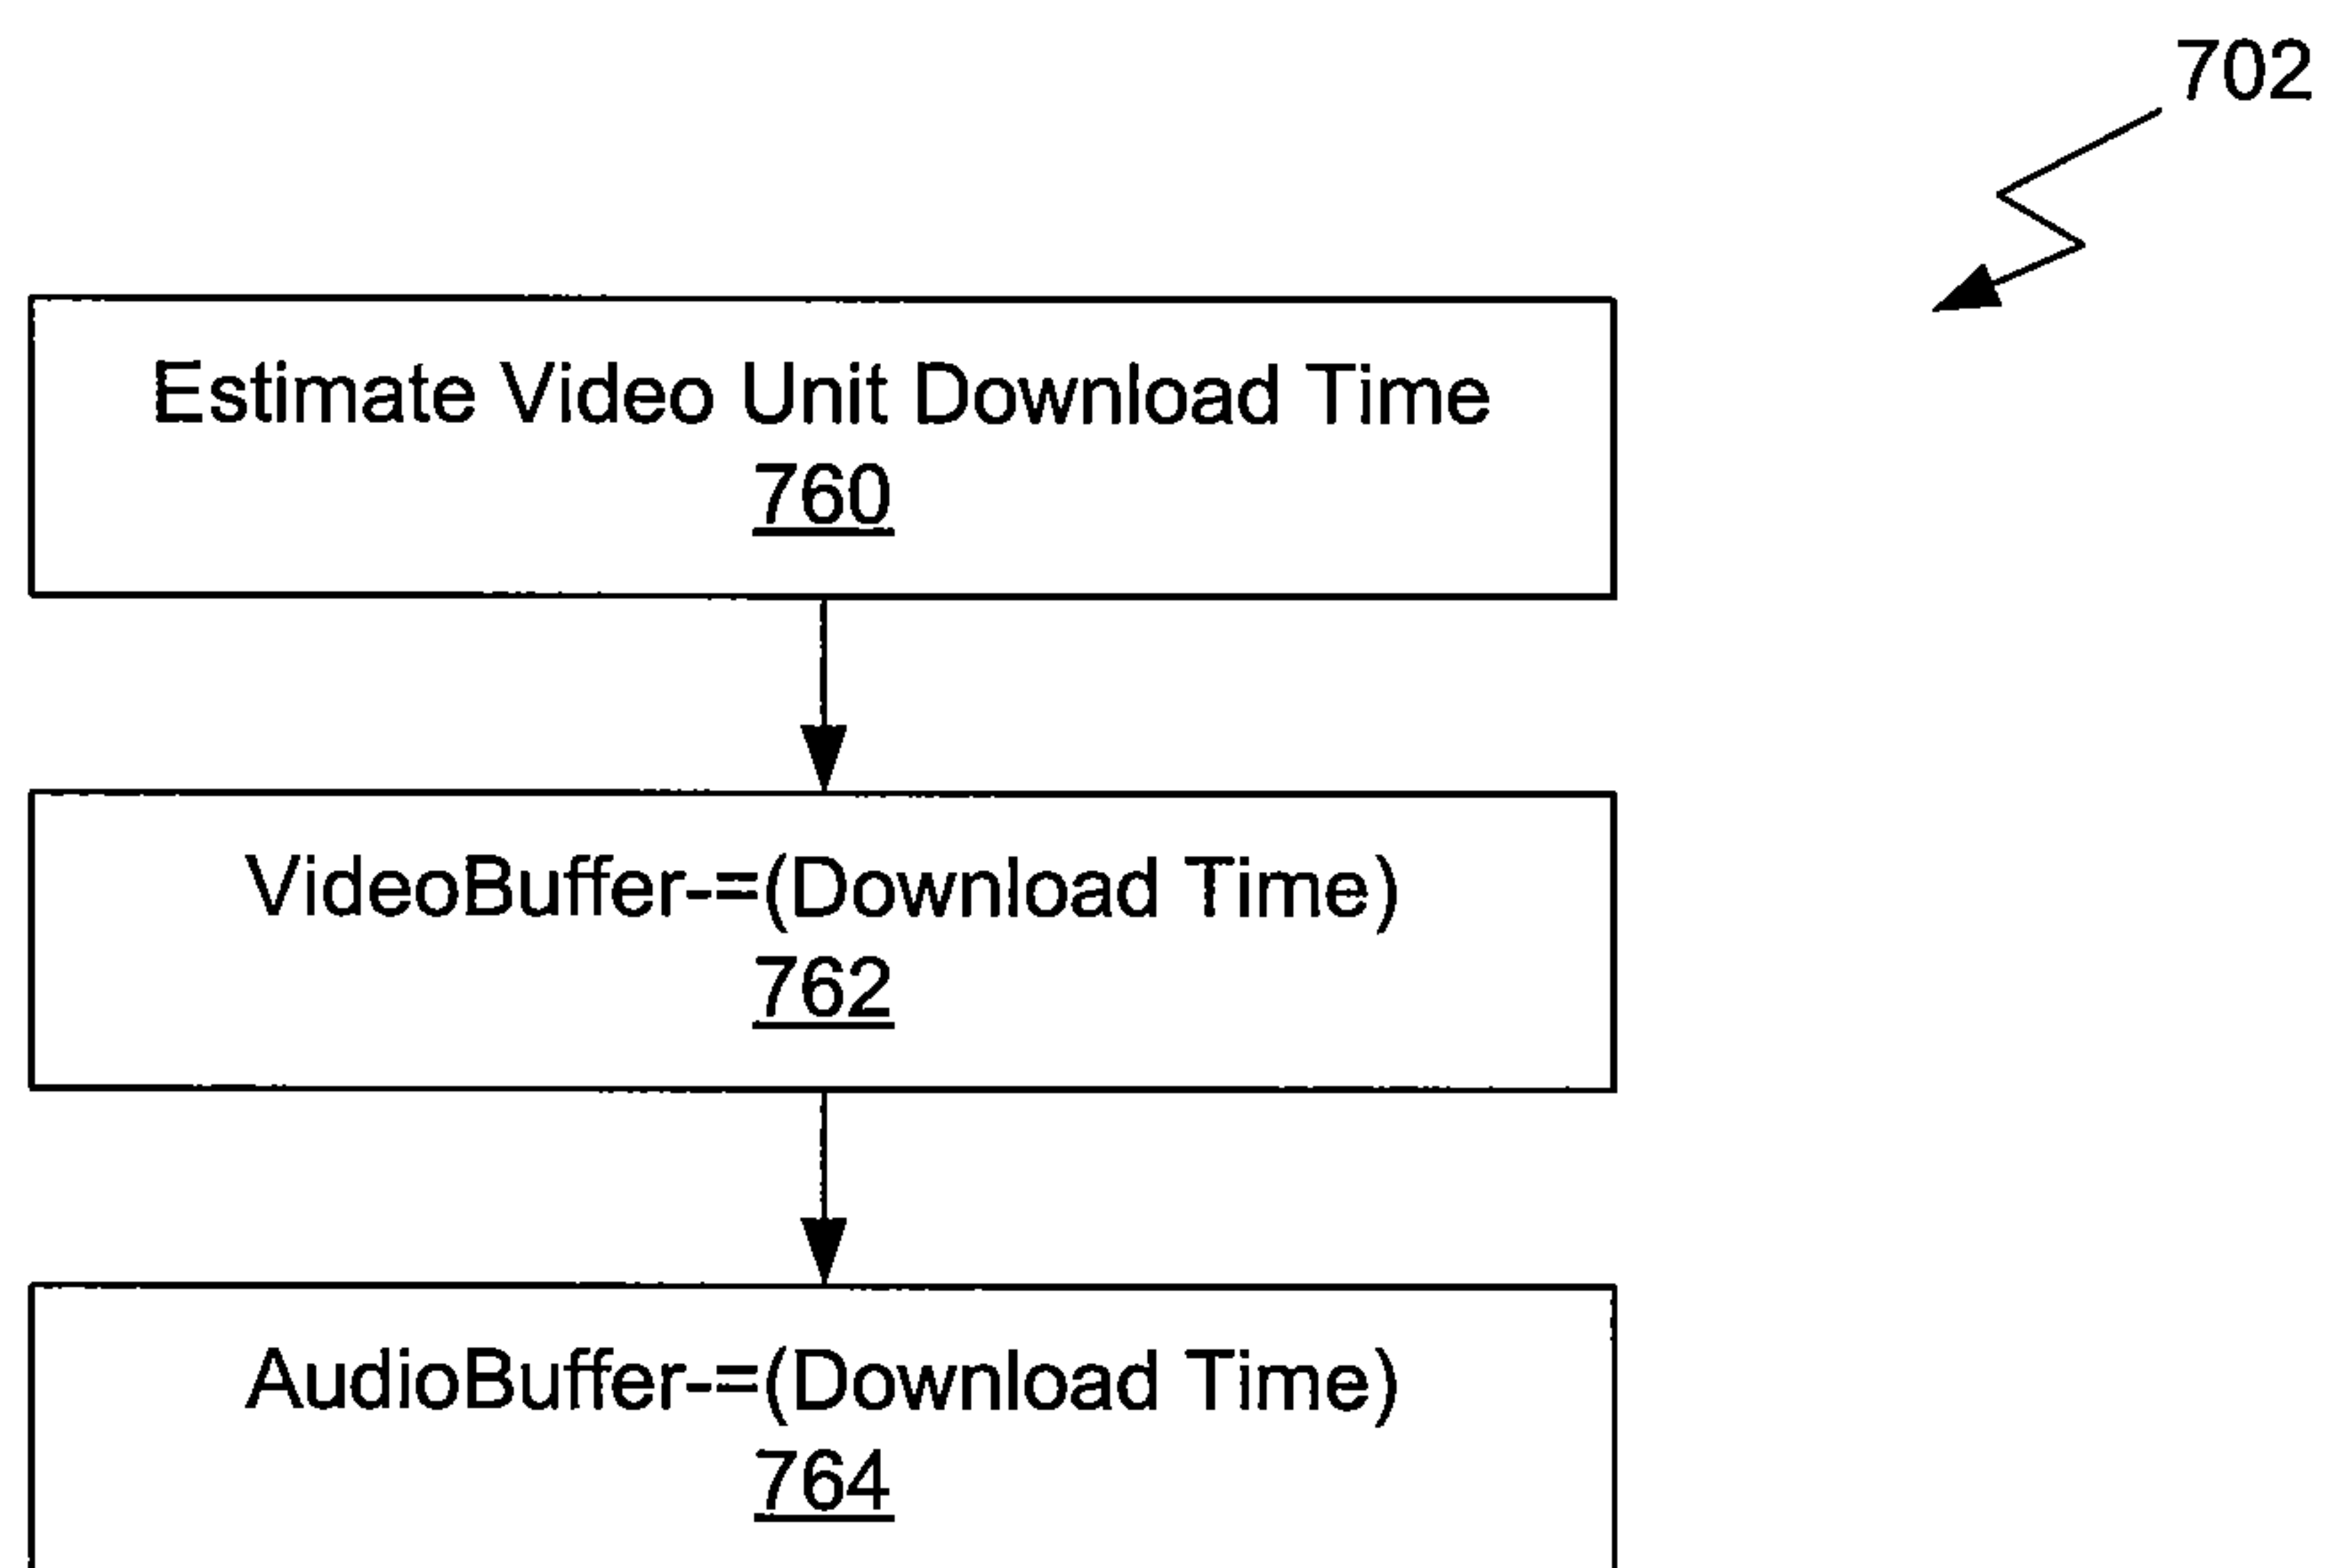 702
Estimate Video Unit Download Time
760
VideoBuffer-=(Download Time)
762
AudioBuffer-=(Download Time)
764